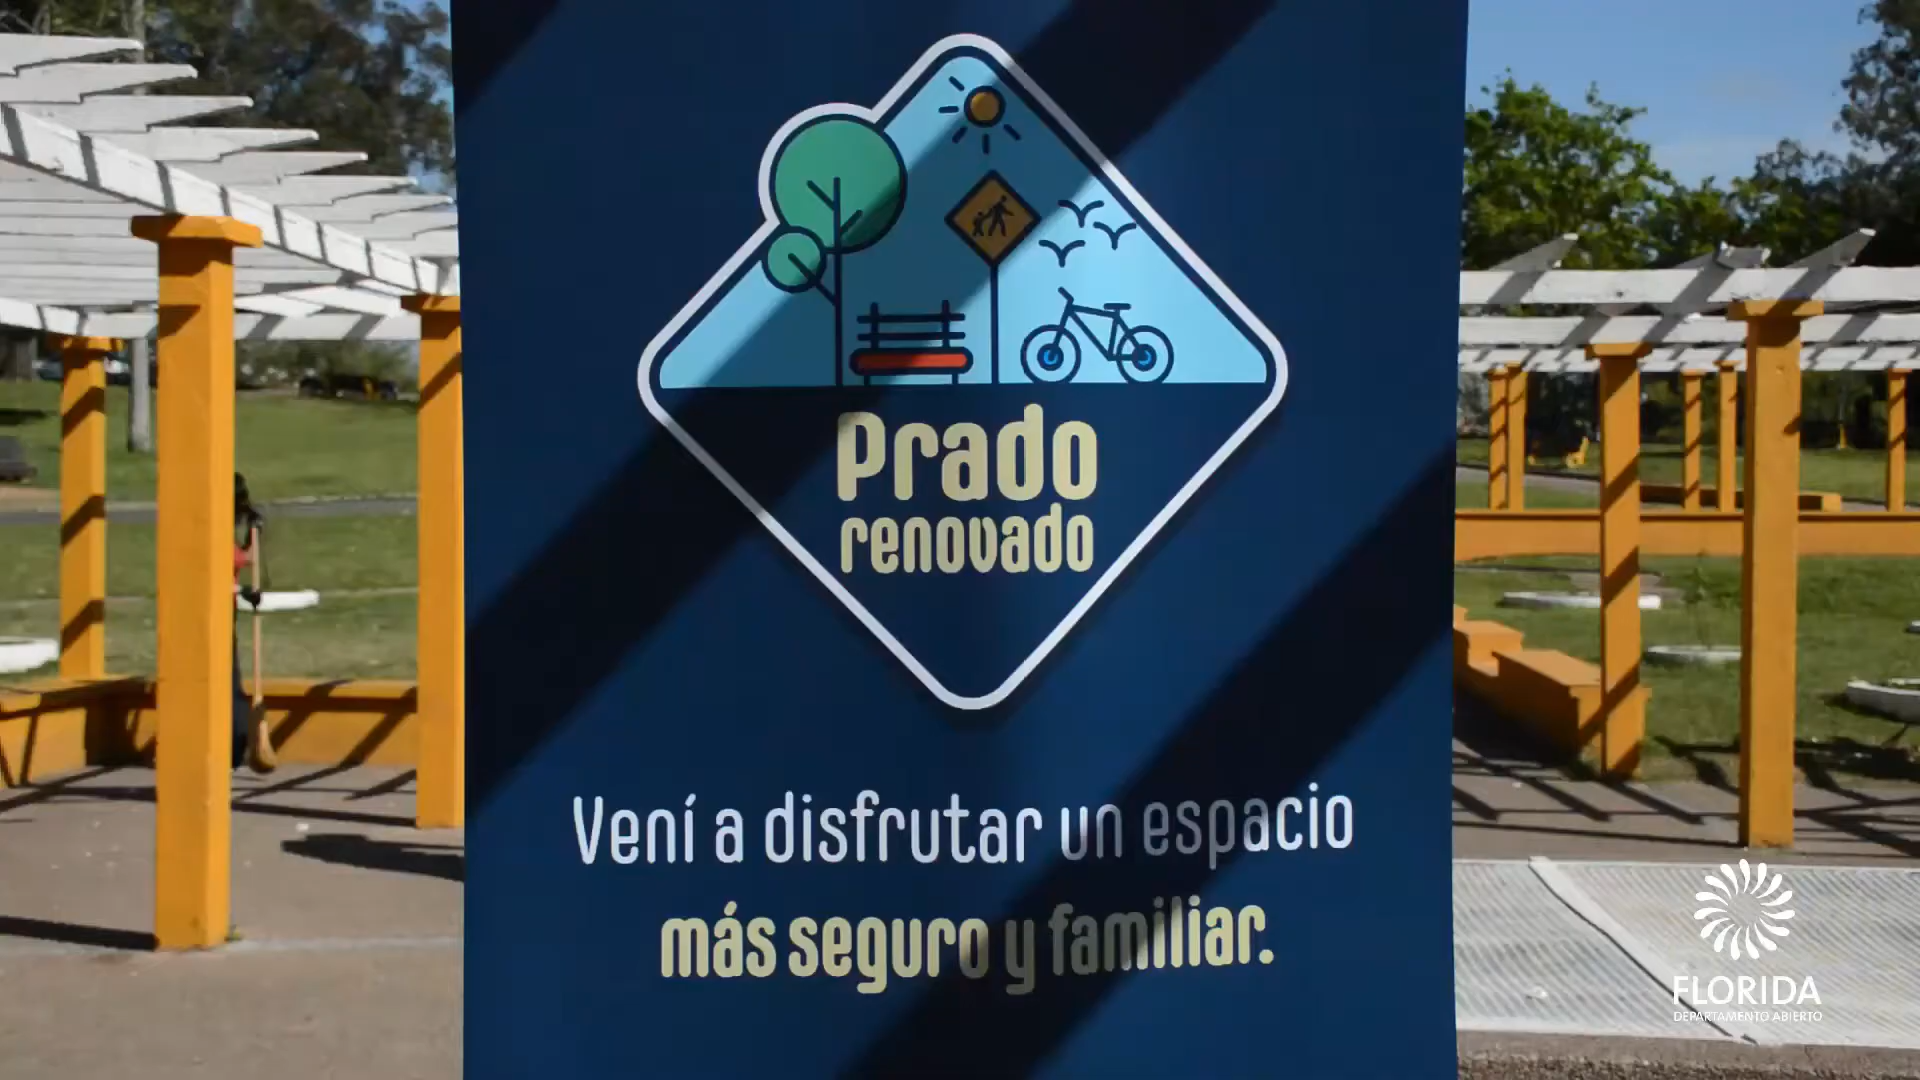 Prado
renovado
Vení a disfrutar un espacio
más seguro y familiar.
FLORIDA
DEPARTAMENTO ABIERTO